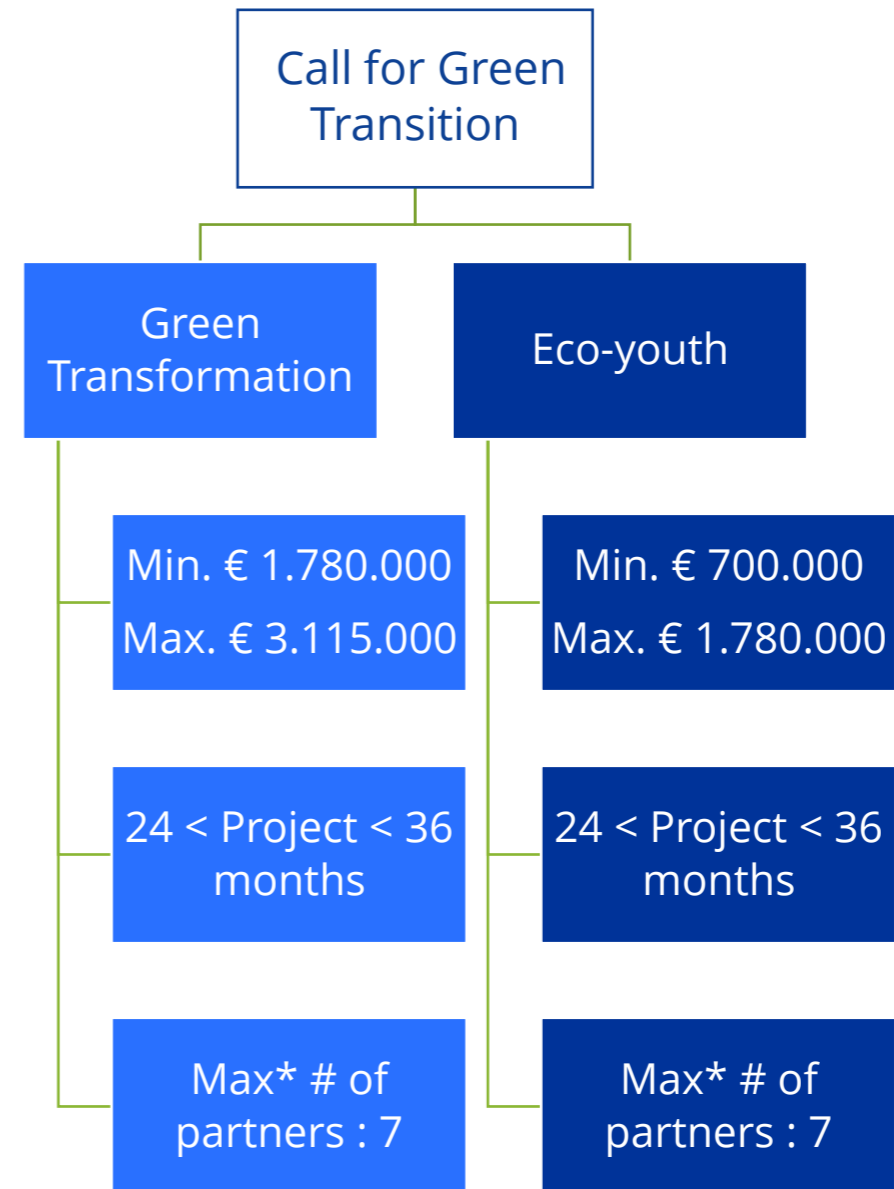 Call for Green
Transition
Green
Transformation
Eco-youth
Min. € 1.780.000
Max. € 3.115.000
Min. € 700.000
Max. € 1.780.000
24 < Project < 36
months
24 < Project < 36
months
Max* # of
partners : 7
Max* # of
partners : 7